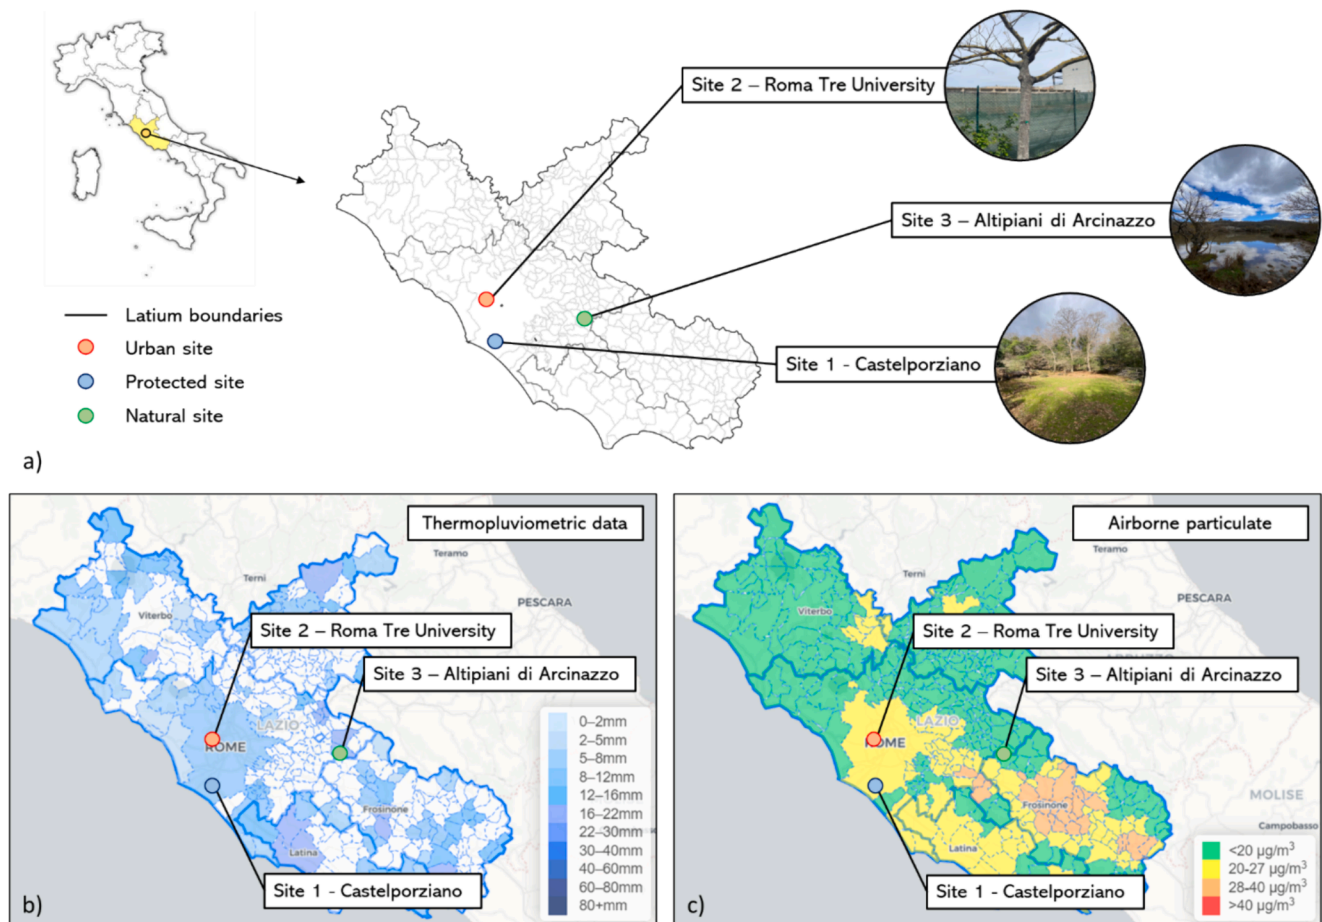 Site 2 – Roma Tre University
Site 3 – Altipiani di Arcinazzo
Site 1 - Castelporziano
Latium boundaries
Urban site
Protected site
Natural site
a)
Thermopluviometric data
Teramo
Terni
PESCARA
Viterbo
Site 2 – Roma Tre University
Site 3 – Altipiani di Arcinazzo
LAZIO
ROME
Frosinone
Latina
0–2mm
2–5mm
5–8mm
8–12mm
12–16mm
16–22mm
22–30mm
30–40mm
40–60mm
60–80mm
80+mm
Site 1 - Castelporziano
b)
Airborne particulate
Teramo
Terni
PESCARA
Viterbo
Site 2 – Roma Tre University
Site 3 – Altipiani di Arcinazzo
LAZIO
ROME
MOLISE
Frosinone
Campobasso
Latina
<20 μg/m³
20-27 μg/m³
28-40 μg/m³
>40 μg/m³
Site 1 - Castelporziano
c)